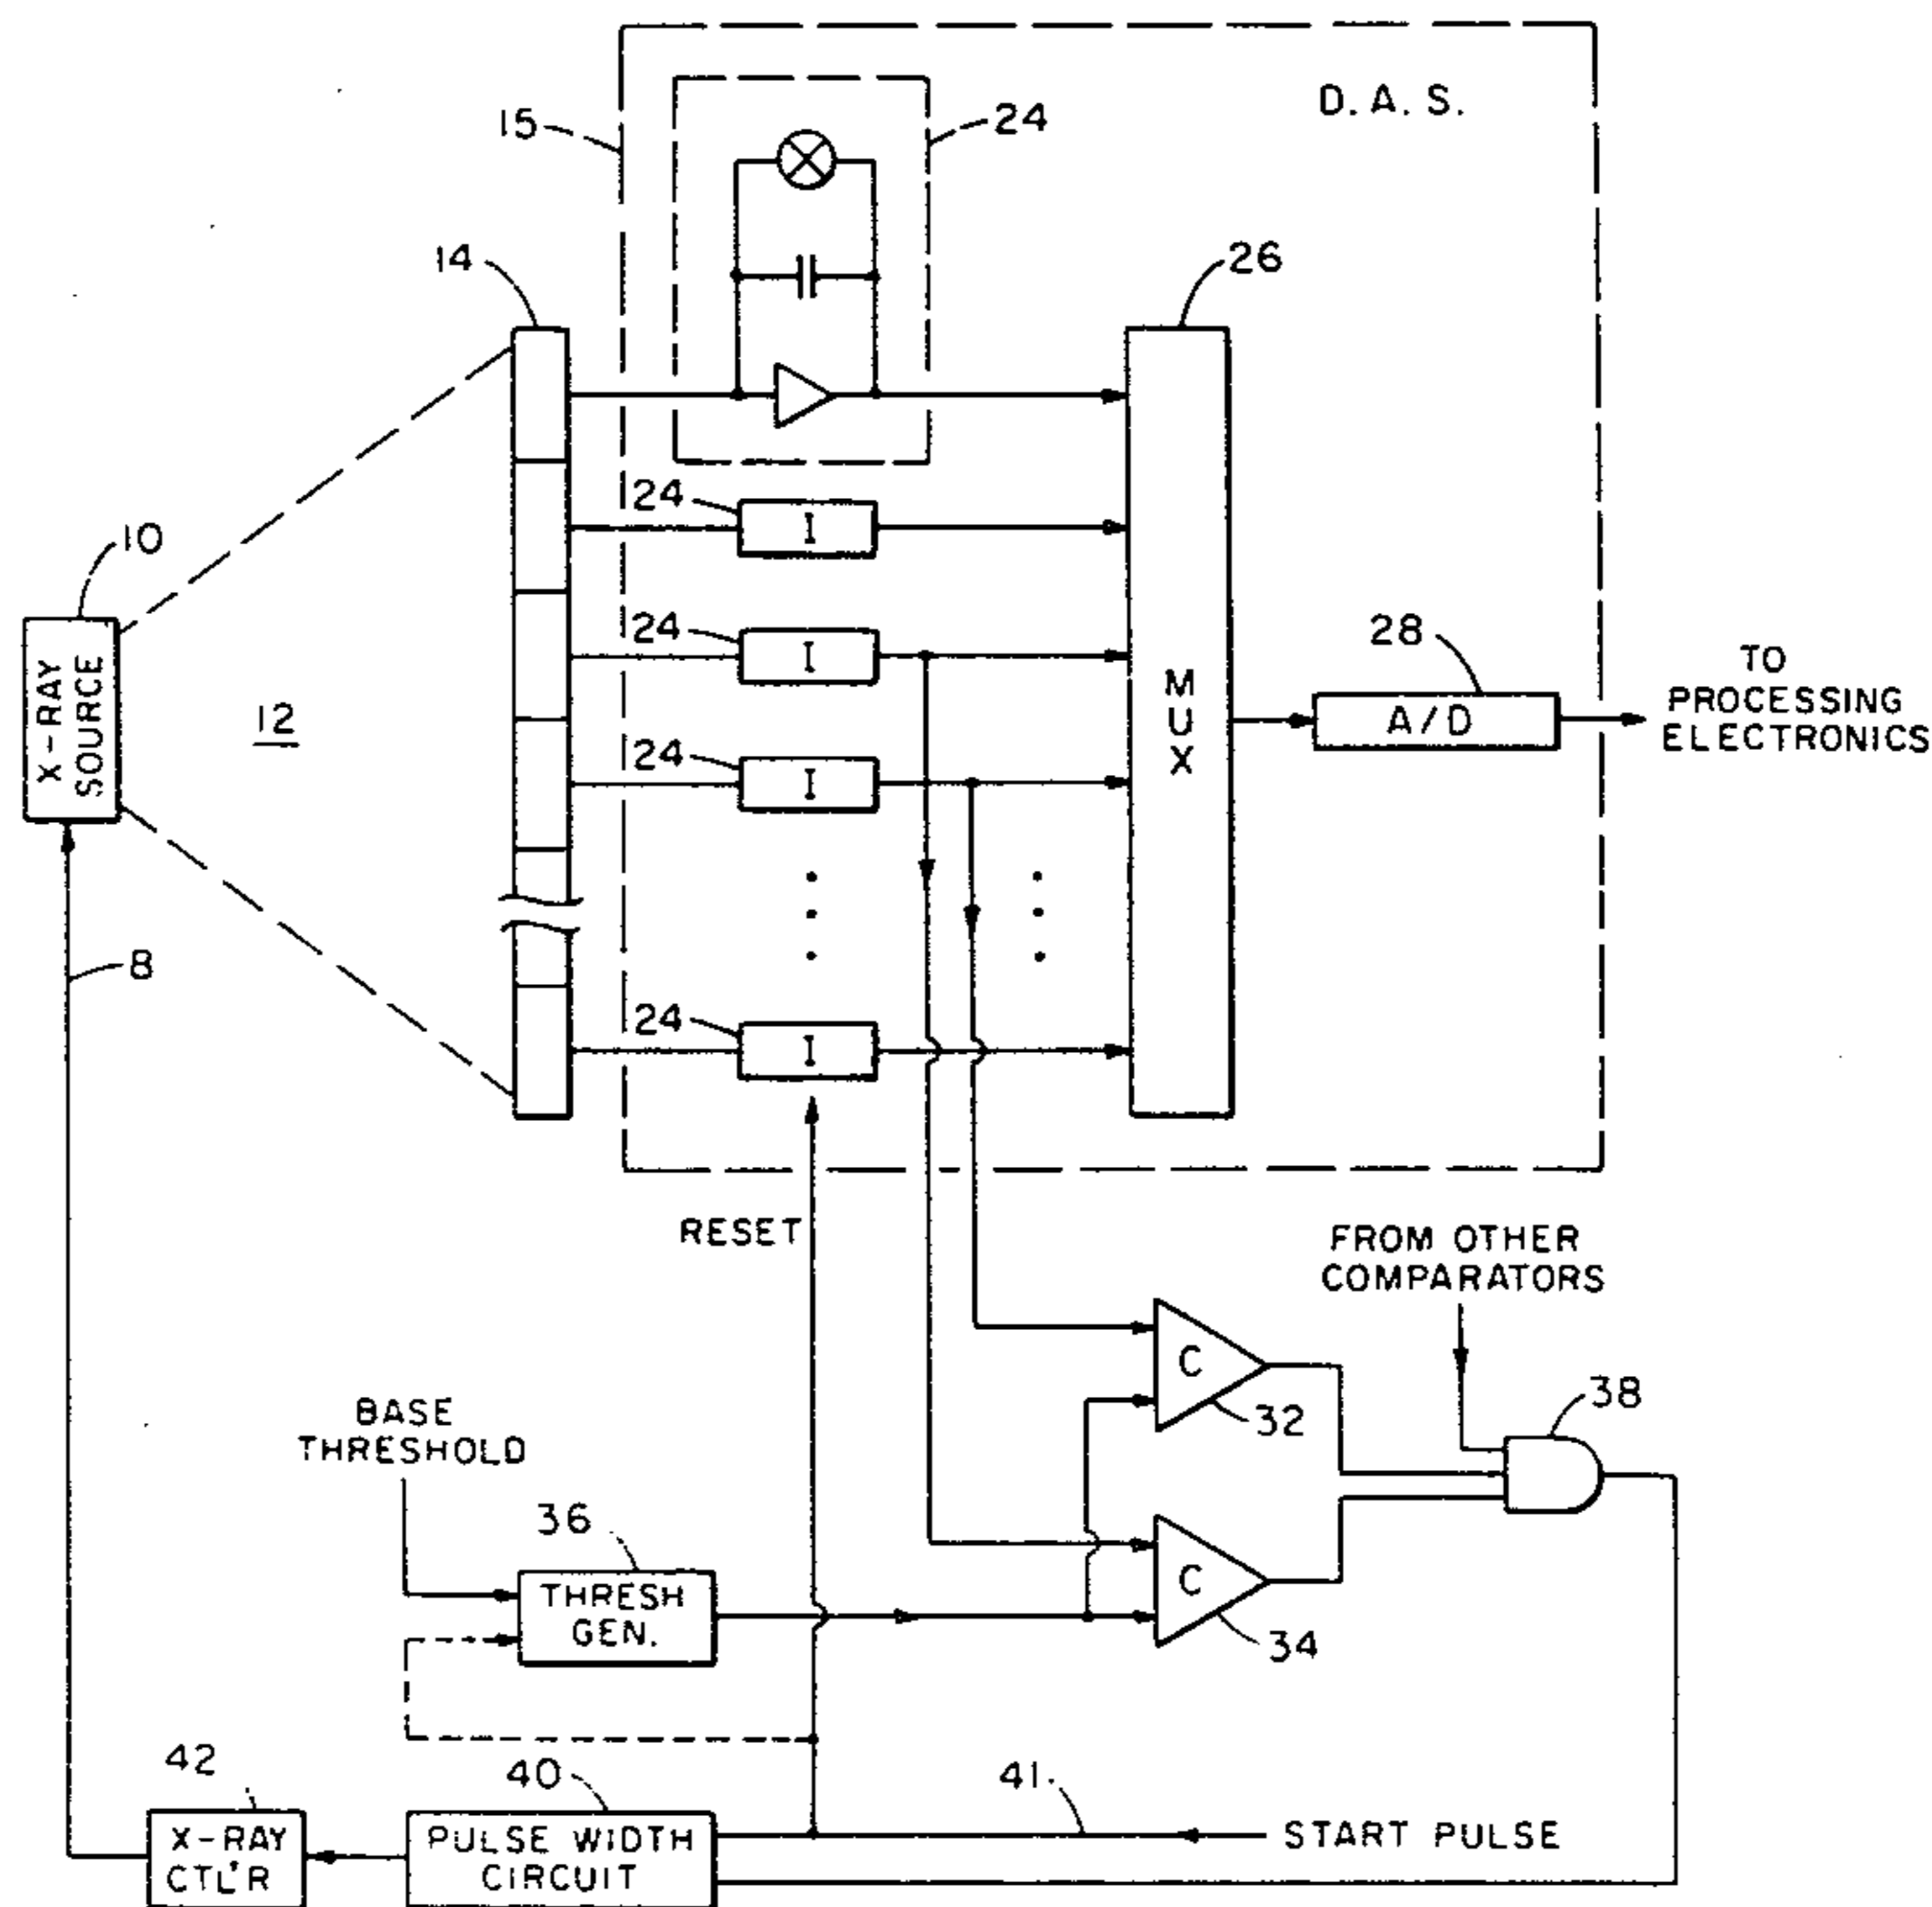 D. A. S.
15
24
14
26
24
10
24
28
X-RAY
SOURCE
12
24
MUX
A/D
TO
PROCESSING
ELECTRONICS
I
I
I
8
24
I
RESET
FROM OTHER
COMPARATORS
C
32
38
BASE
THRESHOLD
36
THRESH
GEN.
C
34
42
40
41
X-RAY
CTL'R
PULSE WIDTH
CIRCUIT
START PULSE